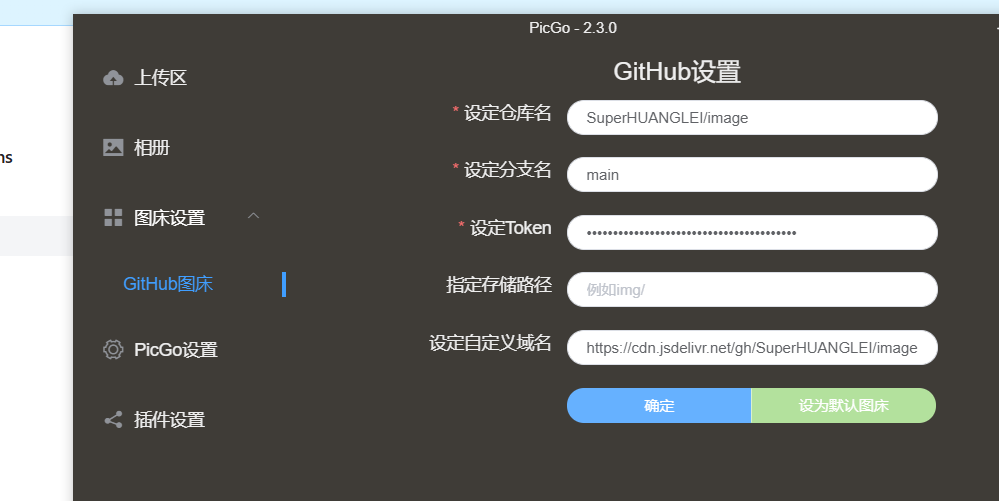 PicGo - 2.3.0
上传区
相册
图床设置
GitHub图床
PicGo设置
插件设置
GitHub设置
* 设定仓库名
SuperHUANGLEI/image
* 设定分支名
main
* 设定Token
••••••••••••••••••••••••••••••••••••••••
指定存储路径
例如img/
设定自定义域名
https://cdn.jsdelivr.net/gh/SuperHUANGLEI/image
确定
设为默认图床